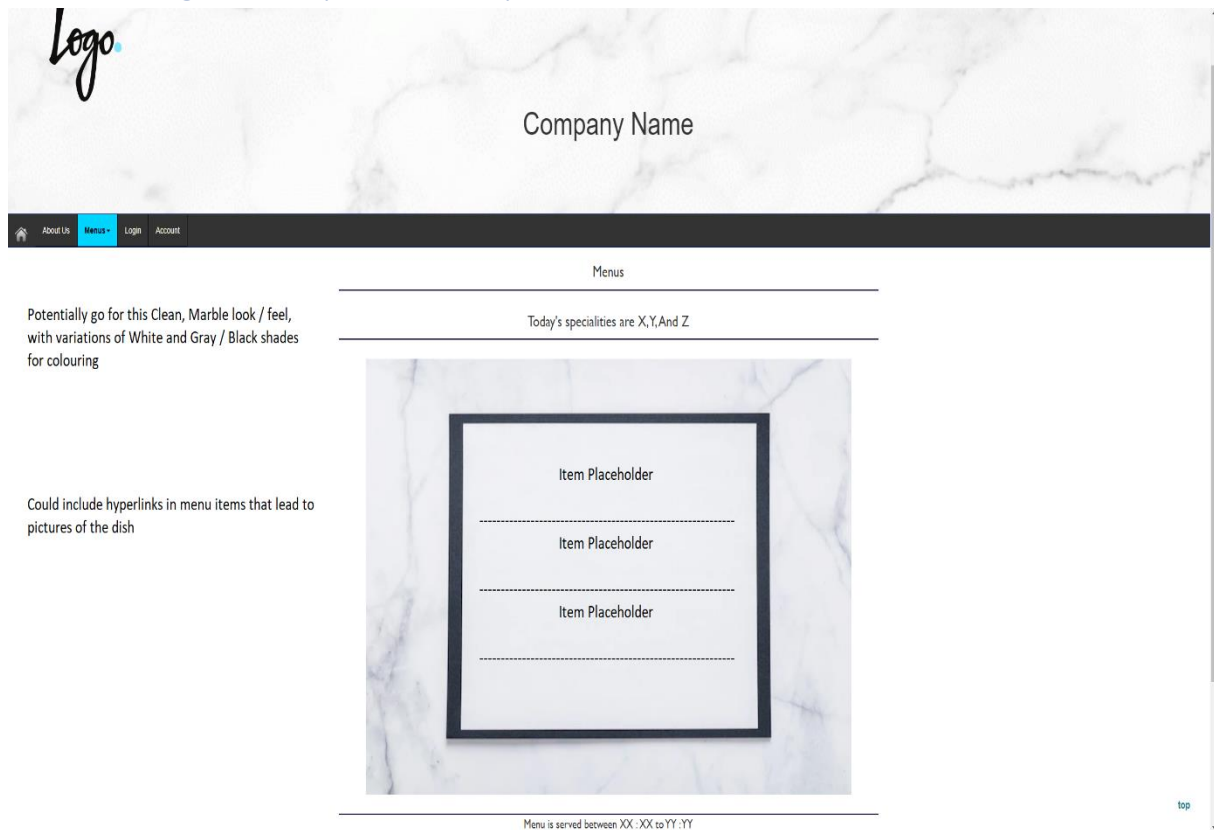 Logo.
Company Name
About Us
Menus
Login
Account
Menus
Today's specialities are X,Y,And Z
Potentially go for this Clean, Marble look / feel,
with variations of White and Gray / Black shades
for colouring
Item Placeholder
Could include hyperlinks in menu items that lead to
pictures of the dish
Item Placeholder
Item Placeholder
top
Menu is served between XX :XX to YY :YY